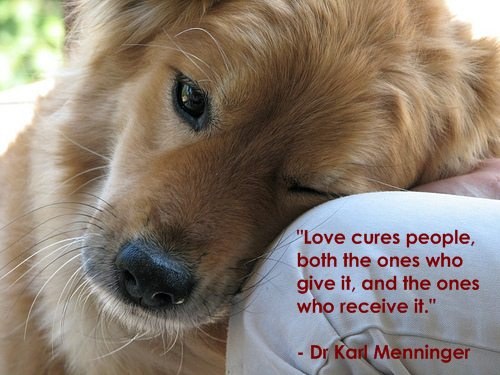 "Love cures people,
both the ones who
give it, and the ones
who receive it."
- Dr Karl Menninger